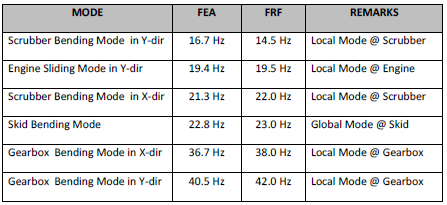 MODE FEA FRF REMARKS
Scrubber Bending Mode in Y-dir 16.7 Hz 14.5 Hz Local Mode @ Scrubber
Engine Sliding Mode in Y-dir 19.4 Hz 19.5 Hz Local Mode @ Engine
Scrubber Bending Mode in X-dir 21.3 Hz 22.0 Hz Local Mode @ Scrubber
Skid Bending Mode 22.8 Hz 23.0 Hz Global Mode @ Skid
Gearbox Bending Mode in X-dir 36.7 Hz 38.0 Hz Local Mode @ Gearbox
Gearbox Bending Mode in Y-dir 40.5 Hz 42.0 Hz Local Mode @ Gearbox